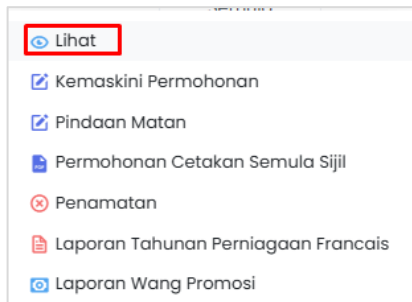 Lihat
Kemaskini Permohonan
Pindaan Matan
Permohonan Cetakan Semula Sijil
Penamatan
Laporan Tahunan Perniagaan Francais
Laporan Wang Promosi